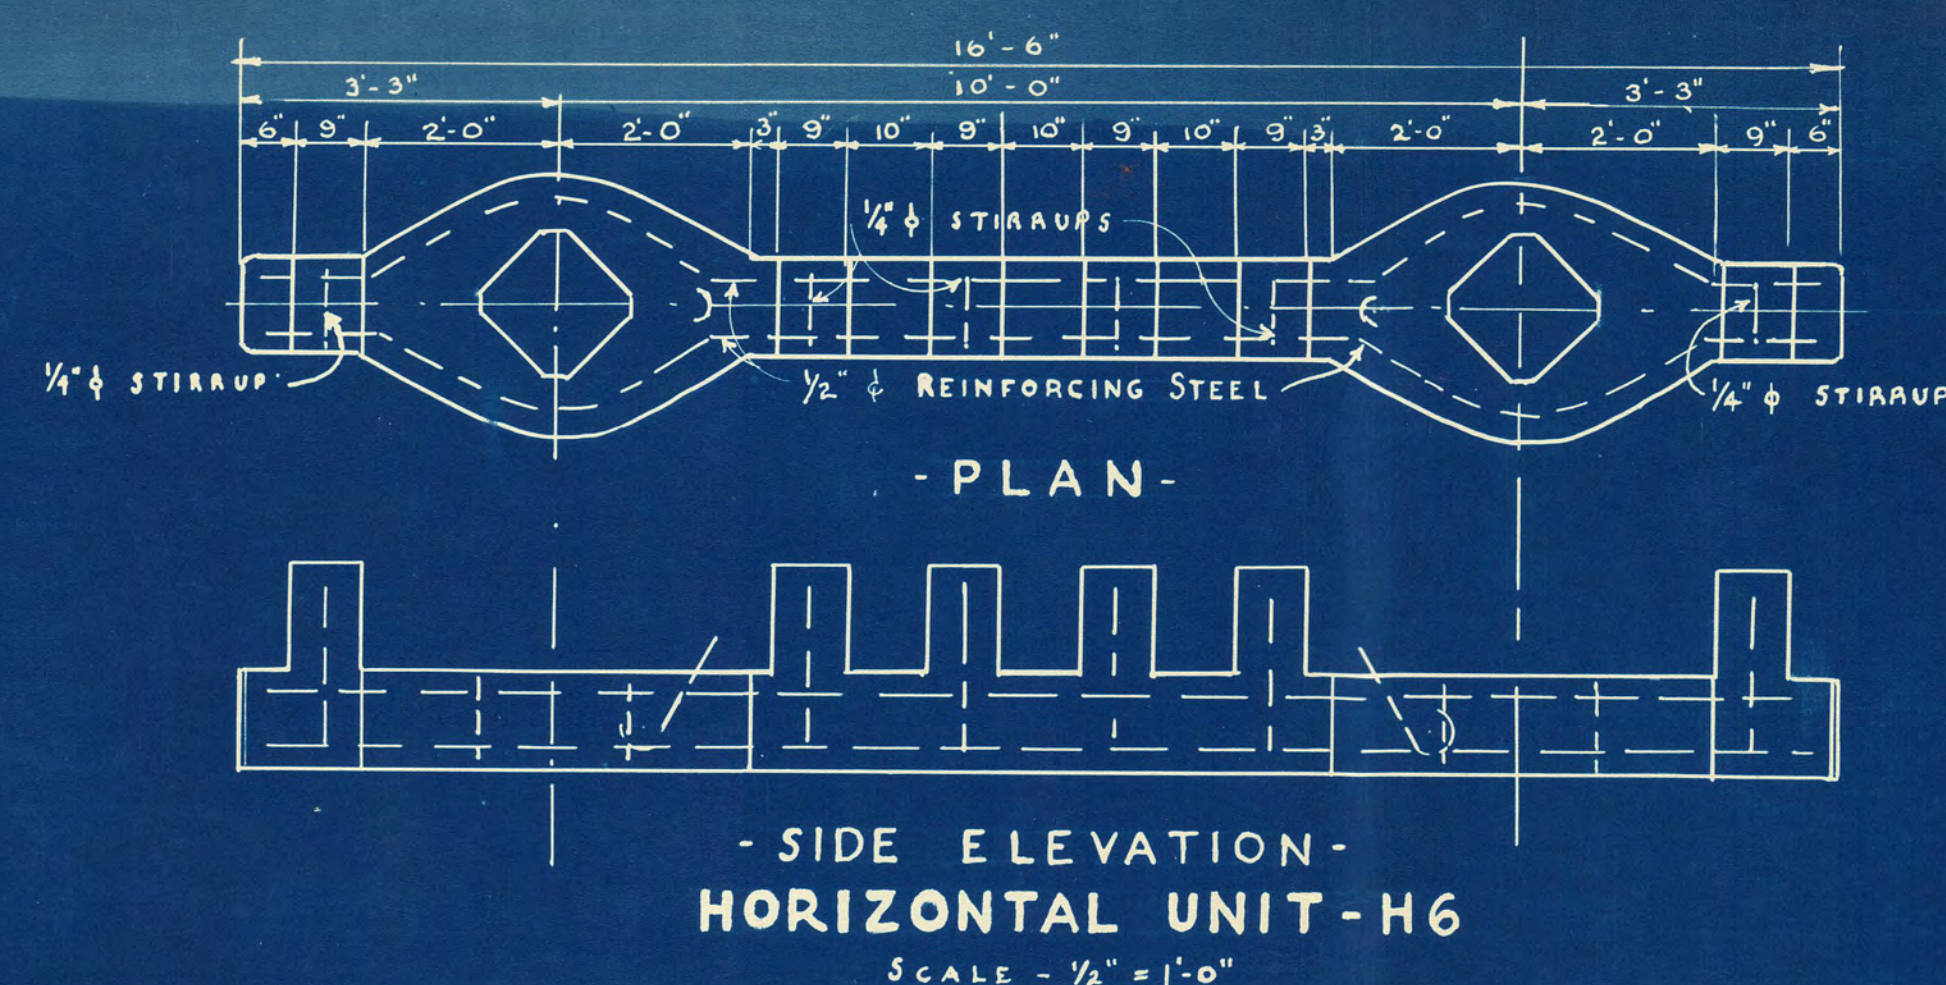 16'-6"
3'-3" 10'-0" 3'-3"
6" 9" 2'-0" 2'-0" 3" 9" 10" 9" 10" 9" 10" 9" 3" 2'-0" 2'-0" 9" 6"
1/4" ϕ STIRRUPS
1/4" ϕ STIRRUP
1/2" ϕ REINFORCING STEEL
1/4" ϕ STIRRUP
-PLAN-
-SIDE ELEVATION-
HORIZONTAL UNIT-H6
SCALE - 1/2" = 1'-0"